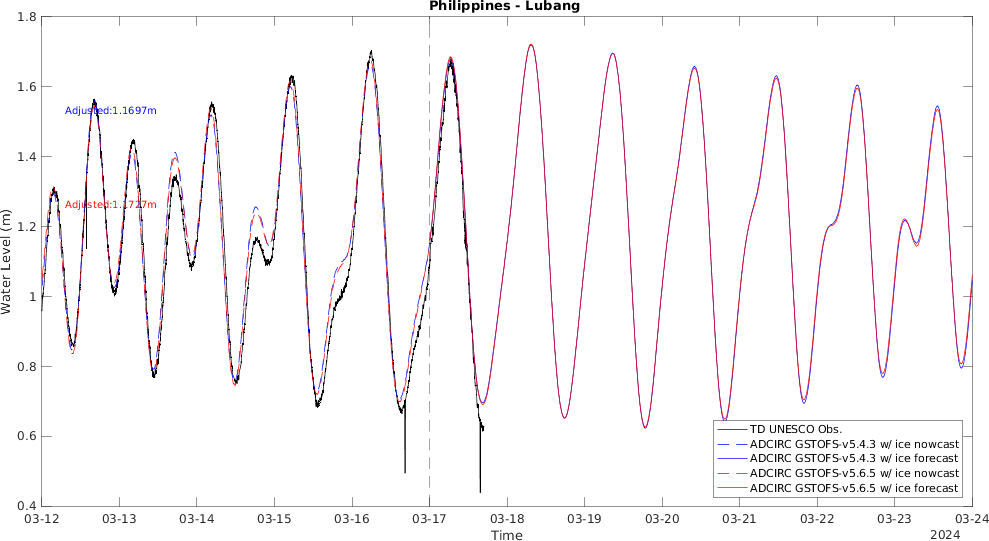 Philippines - Lubang
1.8
1.6
1.4
1.2
1
0.8
0.6
0.4
Water Level (m)
Adjusted:1.1697m
Adjusted:1.1727m
TD UNESCO Obs.
ADCIRC GSTOFS-v5.4.3 w/ ice nowcast
ADCIRC GSTOFS-v5.4.3 w/ ice forecast
ADCIRC GSTOFS-v5.6.5 w/ ice nowcast
ADCIRC GSTOFS-v5.6.5 w/ ice forecast
03-12 03-13 03-14 03-15 03-16 03-17 03-18 03-19 03-20 03-21 03-22 03-23 03-24
Time
2024